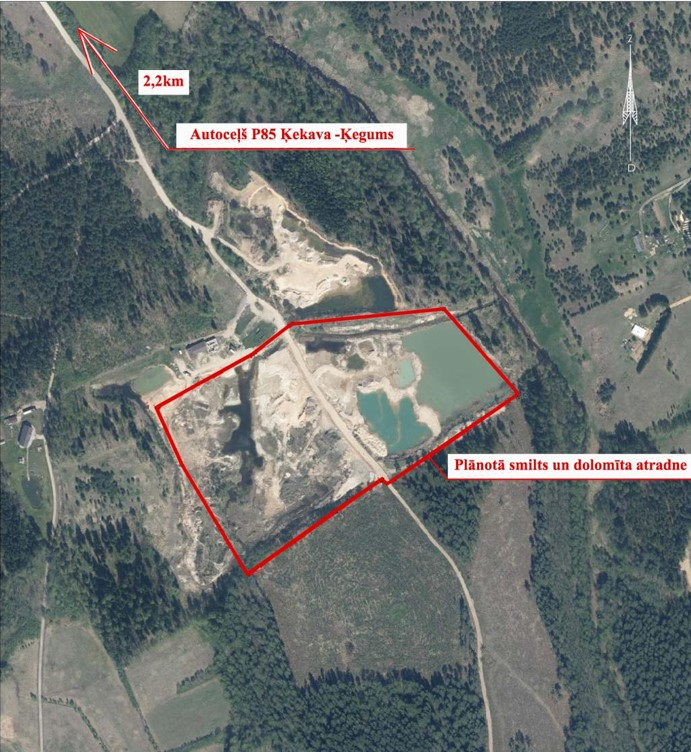 2,2km
Autoceļš P85 Ķekava -Ķegums
Z
D
Plānotā smilts un dolomīta atradne